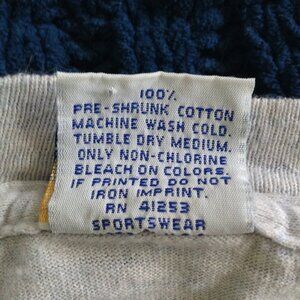 100%
PRE-SHRUNK COTTON
MACHINE WASH COLD.
TUMBLE DRY MEDIUM.
ONLY NON-CHLORINE
BLEACH ON COLORS.
IF PRINTED DO NOT
IRON IMPRINT.
RN 41253
SPORTSWEAR